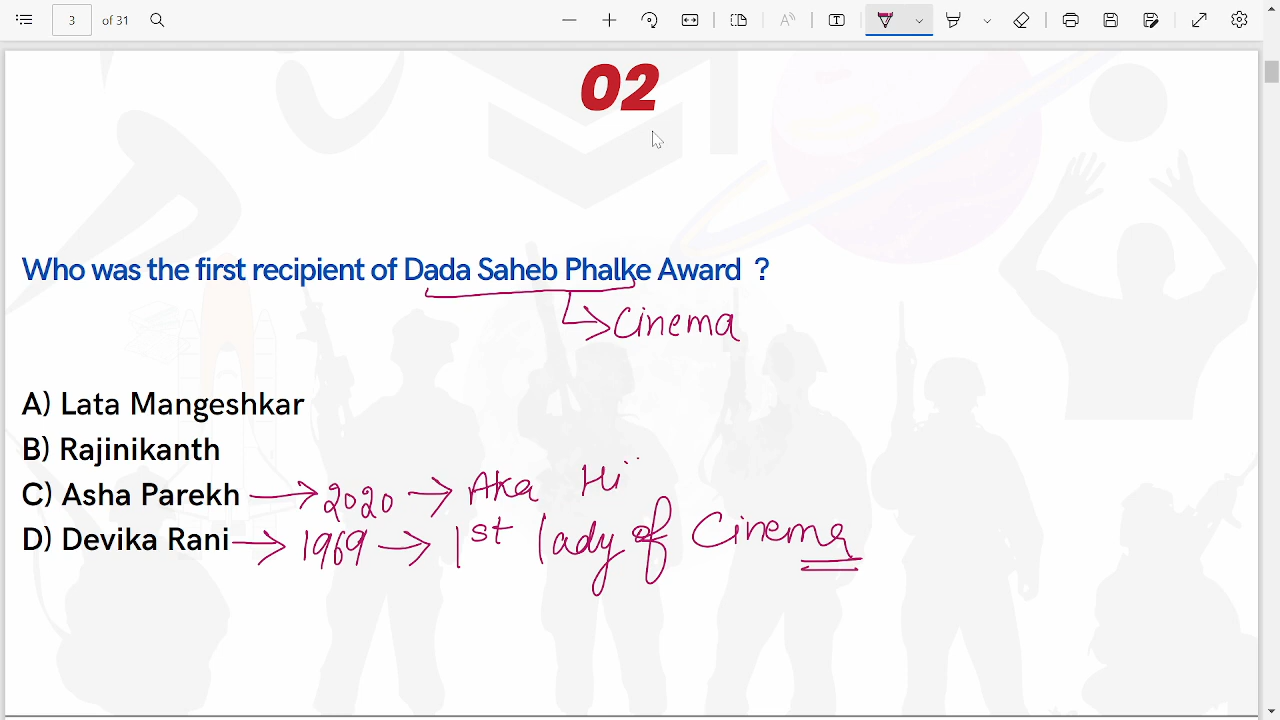 3 of 31
02
Who was the first recipient of Dada Saheb Phalke Award ?
Cinema
A) Lata Mangeshkar
B) Rajinikanth
C) Asha Parekh → 2020 → Aka Hi
D) Devika Rani → 1969 → 1st lady of Cinema